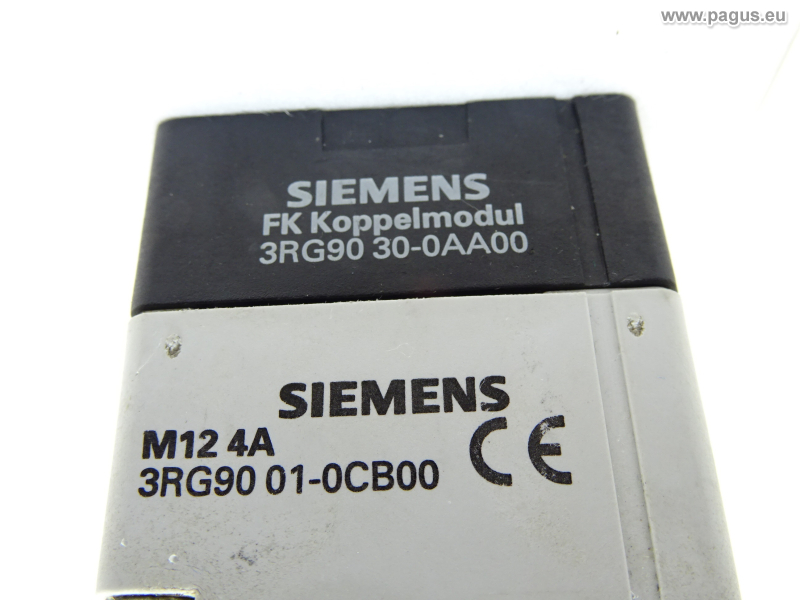 www.pagus.eu
SIEMENS
FK Koppelmodul
3RG90 30-0AA00
SIEMENS
M12 4A
3RG90 01-0CB00
CE